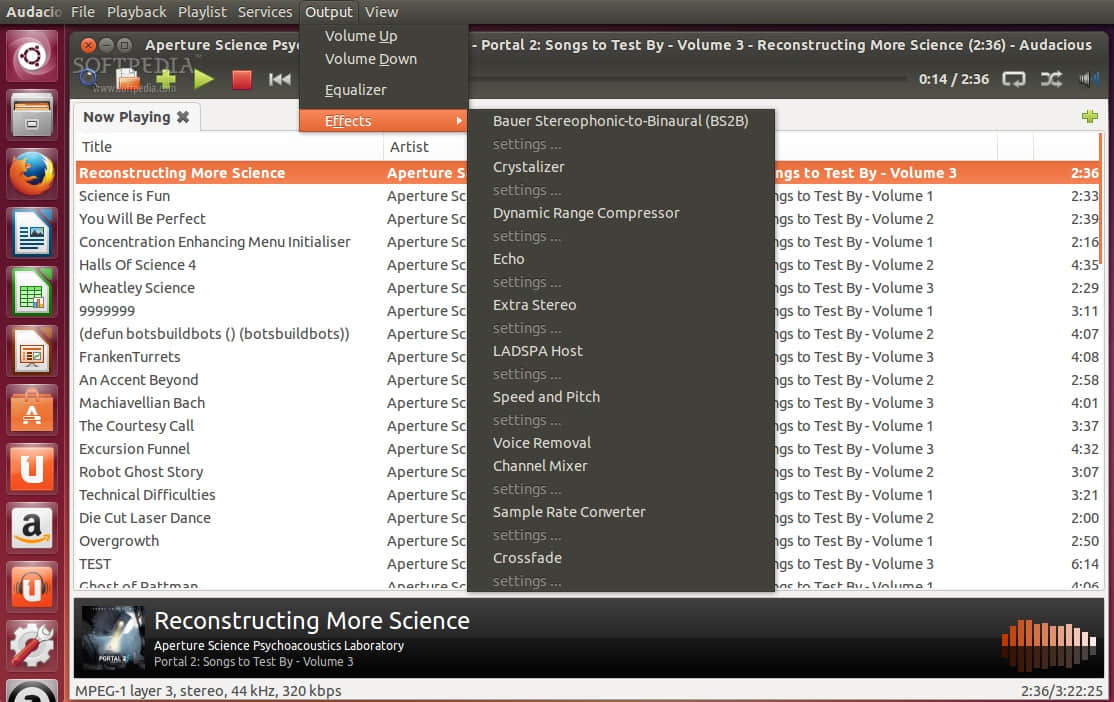 Audacio File Playback Playlist Services Output View
Aperture Science Psy - Portal 2: Songs to Test By - Volume 3 - Reconstructing More Science (2:36) - Audacious
SOFTPEDIA
www.softpedia.com
0:14 / 2:36
Volume Up
Volume Down
Equalizer
Effects
Bauer Stereophonic-to-Binaural (BS2B)
settings ...
Crystalizer
settings ...
Dynamic Range Compressor
settings ...
Echo
settings ...
Extra Stereo
settings ...
LADSPA Host
settings ...
Speed and Pitch
settings ...
Voice Removal
Channel Mixer
settings ...
Sample Rate Converter
settings ...
Crossfade
settings ...
Now Playing
Title Artist
Reconstructing More Science Aperture S ngs to Test By - Volume 3 2:36
Science is Fun Aperture Sc ngs to Test By - Volume 1 2:33
You Will Be Perfect Aperture Sc ngs to Test By - Volume 2 2:39
Concentration Enhancing Menu Initialiser Aperture Sc ngs to Test By - Volume 1 2:16
Halls Of Science 4 Aperture Sc ngs to Test By - Volume 2 4:35
Wheatley Science Aperture Sc ngs to Test By - Volume 3 2:29
9999999 Aperture Sc ngs to Test By - Volume 1 3:11
(defun botsbuildbots () (botsbuildbots)) Aperture Sc ngs to Test By - Volume 2 4:07
FrankenTurrets Aperture Sc ngs to Test By - Volume 3 4:08
An Accent Beyond Aperture Sc ngs to Test By - Volume 2 2:58
Machiavellian Bach Aperture Sc ngs to Test By - Volume 3 4:01
The Courtesy Call Aperture Sc ngs to Test By - Volume 1 3:37
Excursion Funnel Aperture Sc ngs to Test By - Volume 3 4:32
Robot Ghost Story Aperture Sc ngs to Test By - Volume 2 3:07
Technical Difficulties Aperture Sc ngs to Test By - Volume 1 3:21
Die Cut Laser Dance Aperture Sc ngs to Test By - Volume 2 2:00
Overgrowth Aperture Sc ngs to Test By - Volume 1 2:50
TEST Aperture Sc ngs to Test By - Volume 3 6:14
Ghost of Rattman Aperture Sc ngs to Test By - Volume 1 4:06
PORTAL 2
Reconstructing More Science
Aperture Science Psychoacoustics Laboratory
Portal 2: Songs to Test By - Volume 3
MPEG-1 layer 3, stereo, 44 kHz, 320 kbps 2:36/3:22:25